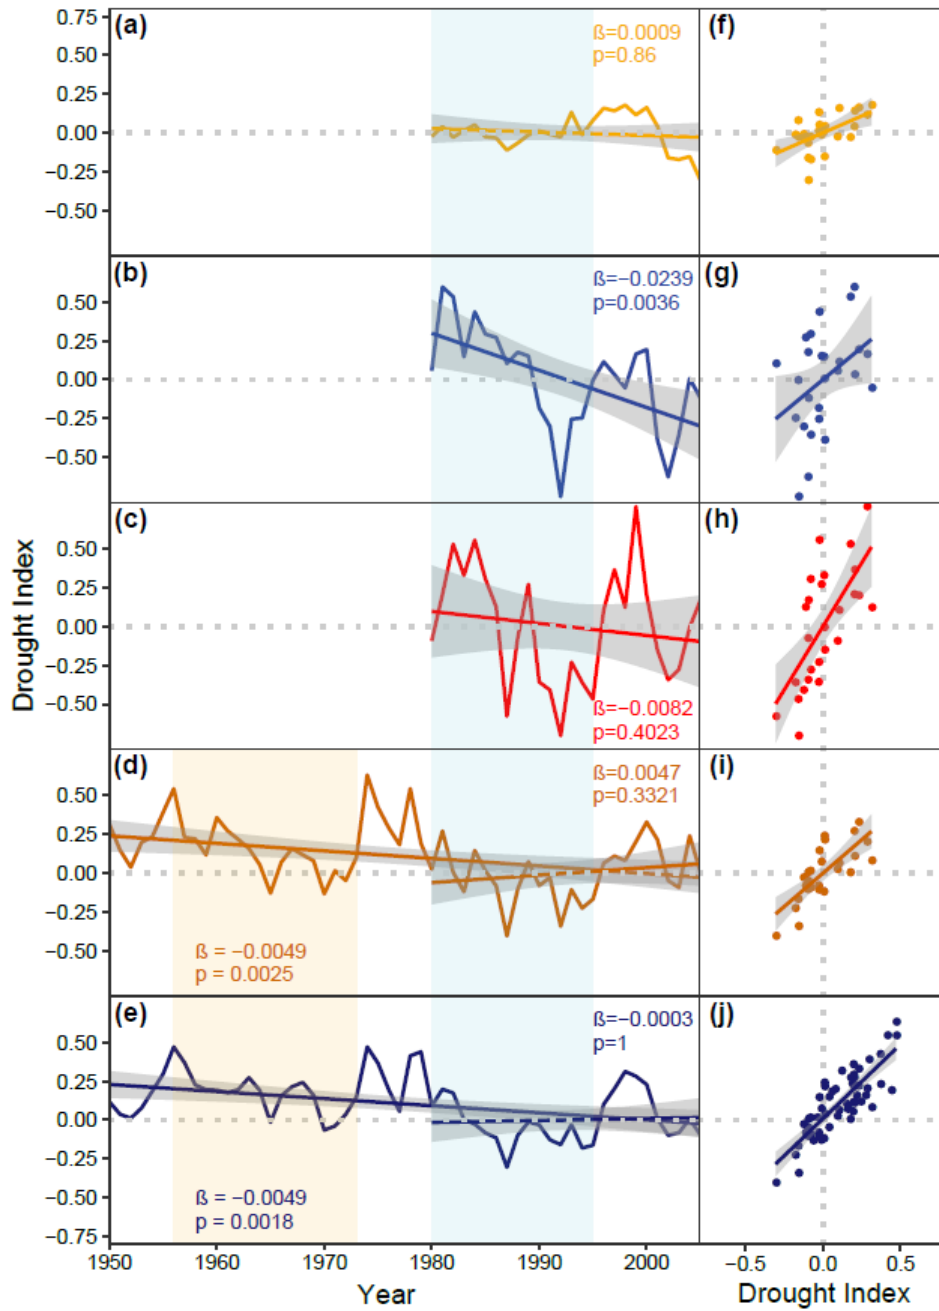 (a)
0.75
0.50
0.25
0.00
−0.25
−0.50
ß=0.0009
p=0.86
(f)
(b)
0.50
0.25
0.00
−0.25
−0.50
ß=−0.0239
p=0.0036
(g)
(c)
0.50
0.25
0.00
−0.25
−0.50
ß=−0.0082
p=0.4023
(h)
Drought Index
(d)
0.50
0.25
0.00
−0.25
−0.50
ß=0.0047
p=0.3321
ß = −0.0049
p = 0.0025
(i)
(e)
0.50
0.25
0.00
−0.25
−0.50
−0.75
ß=−0.0003
p=1
ß = −0.0049
p = 0.0018
(j)
1950 1960 1970 1980 1990 2000
Year
−0.5 0.0 0.5
Drought Index